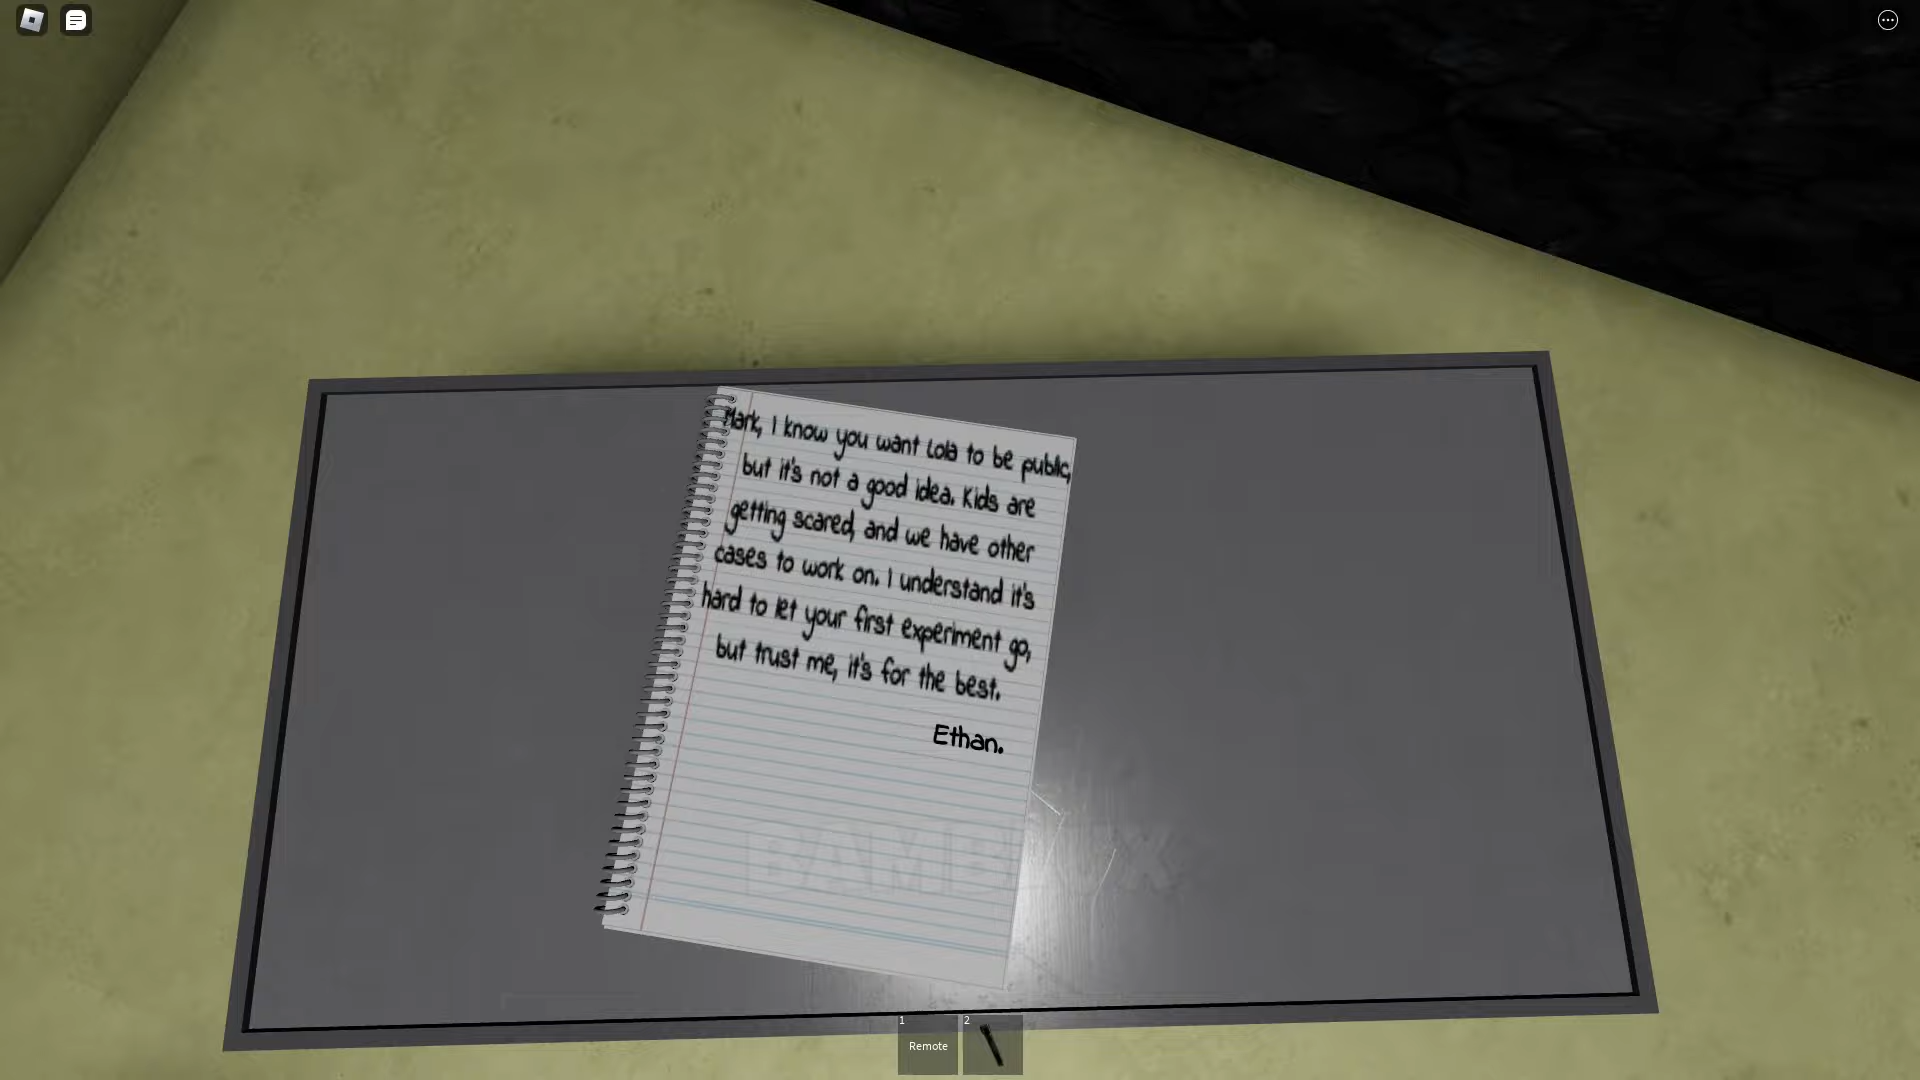 Mark, I know you want Lola to be public,
but it's not a good idea. Kids are
getting scared, and we have other
cases to work on. I understand it's
hard to let your first experiment go,
but trust me, it's for the best.
Ethan.
1
2
Remote